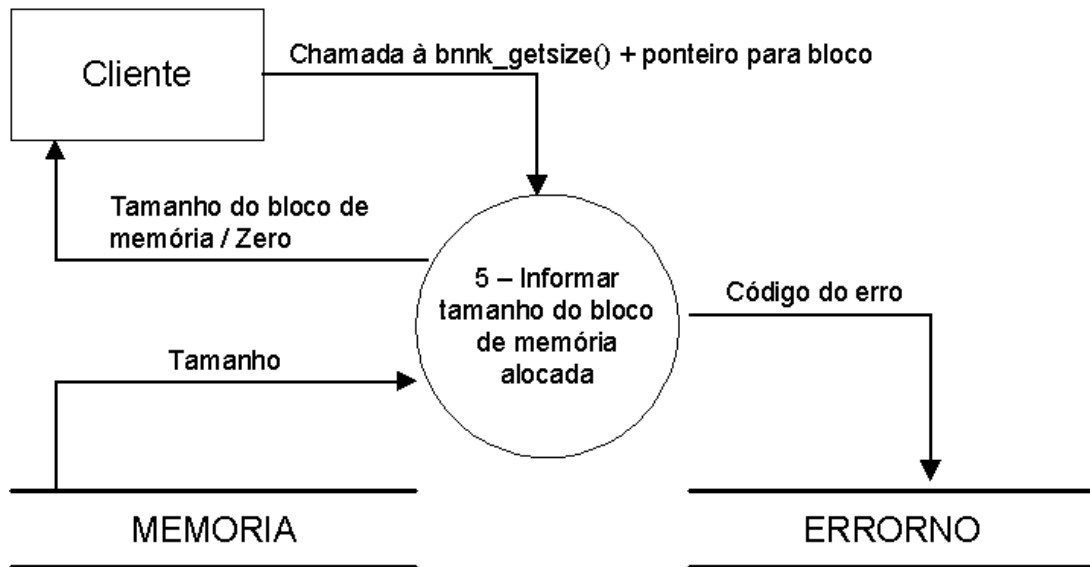 Cliente
Chamada à bnnk_getsize() + ponteiro para bloco
Tamanho do bloco de
memória / Zero
5 – Informar
tamanho do bloco
de memória
alocada
Código do erro
Tamanho
MEMORIA
ERRORNO